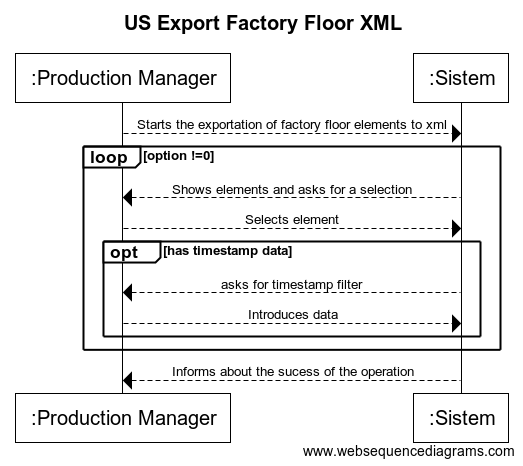 US Export Factory Floor XML
:Production Manager
:Sistem
Starts the exportation of factory floor elements to xml
loop
[option !=0]
Shows elements and asks for a selection
Selects element
opt
[has timestamp data]
asks for timestamp filter
Introduces data
Informs about the sucess of the operation
:Production Manager
:Sistem
www.websequencediagrams.com